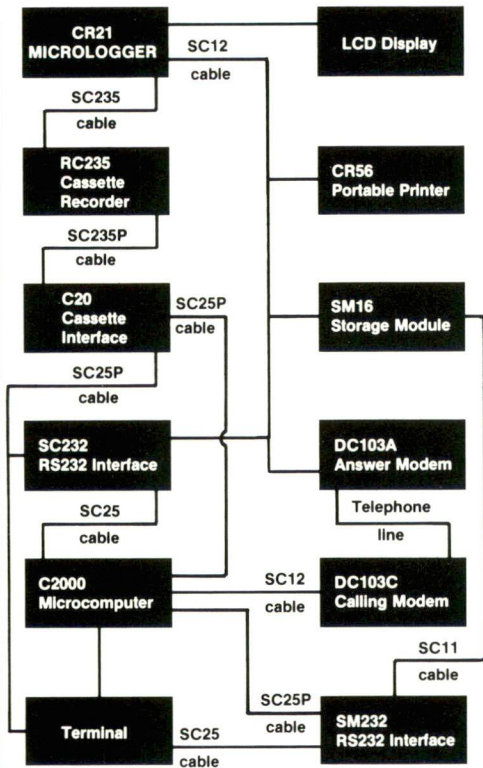 CR21
MICROLOGGER
LCD Display
SC12
cable
SC235
cable
RC235
Cassette
Recorder
CR56
Portable Printer
SC235P
cable
C20
Cassette
Interface
SC25P
cable
SM16
Storage Module
SC25P
cable
SC232
RS232 Interface
DC103A
Answer Modem
SC25
cable
Telephone
line
C2000
Microcomputer
SC12
cable
DC103C
Calling Modem
SC11
cable
Terminal
SC25P
cable
SC25
cable
SM232
RS232 Interface